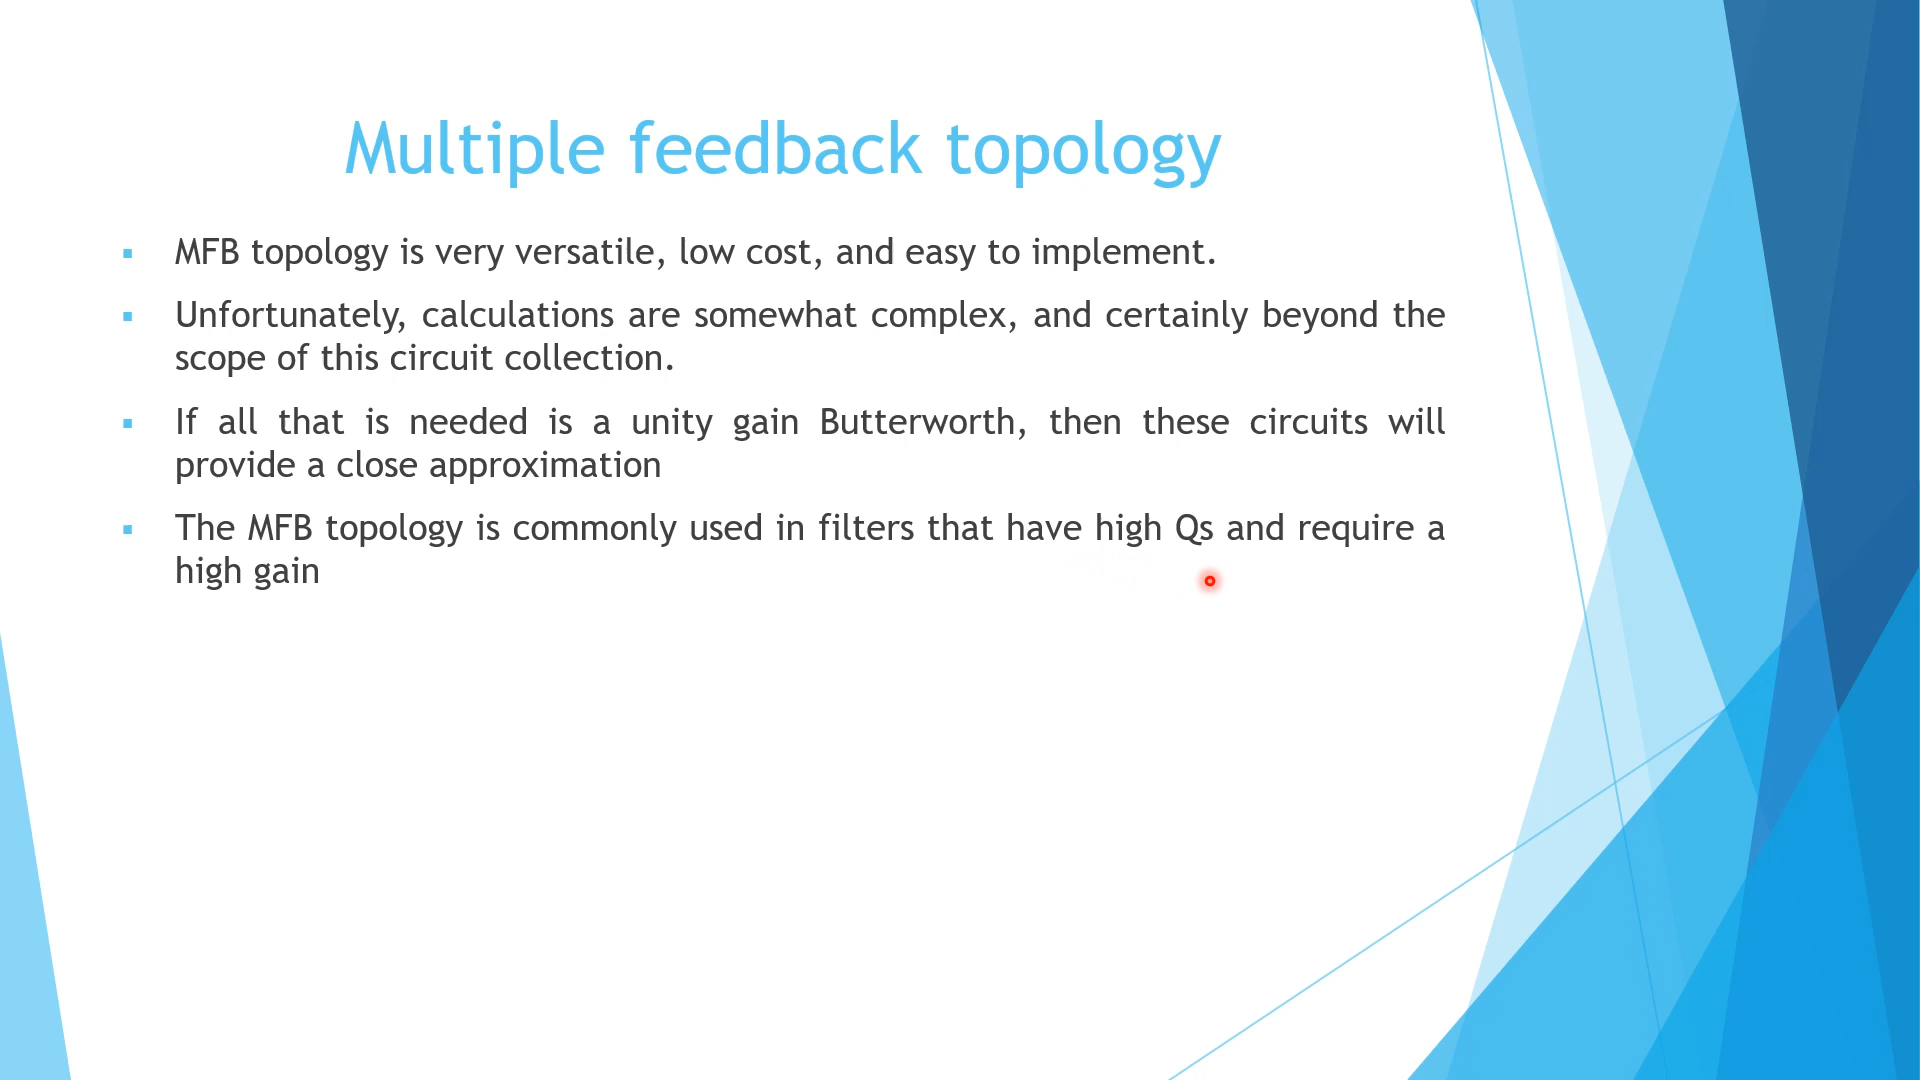 Multiple feedback topology
▪ MFB topology is very versatile, low cost, and easy to implement.
▪ Unfortunately, calculations are somewhat complex, and certainly beyond the
scope of this circuit collection.
▪ If all that is needed is a unity gain Butterworth, then these circuits will
provide a close approximation
▪ The MFB topology is commonly used in filters that have high Qs and require a
high gain